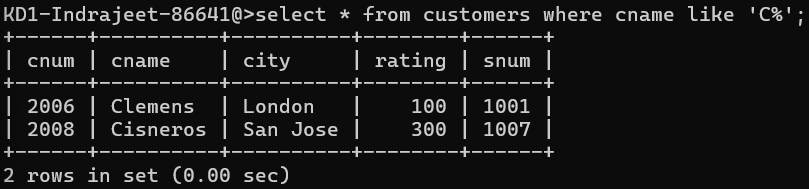 KD1-Indrajeet-86641@>select * from customers where cname like 'C%';
+------+----------+----------+--------+------+
| cnum | cname    | city     | rating | snum |
+------+----------+----------+--------+------+
| 2006 | Clemens  | London   |    100 | 1001 |
| 2008 | Cisneros | San Jose |    300 | 1007 |
+------+----------+----------+--------+------+
2 rows in set (0.00 sec)